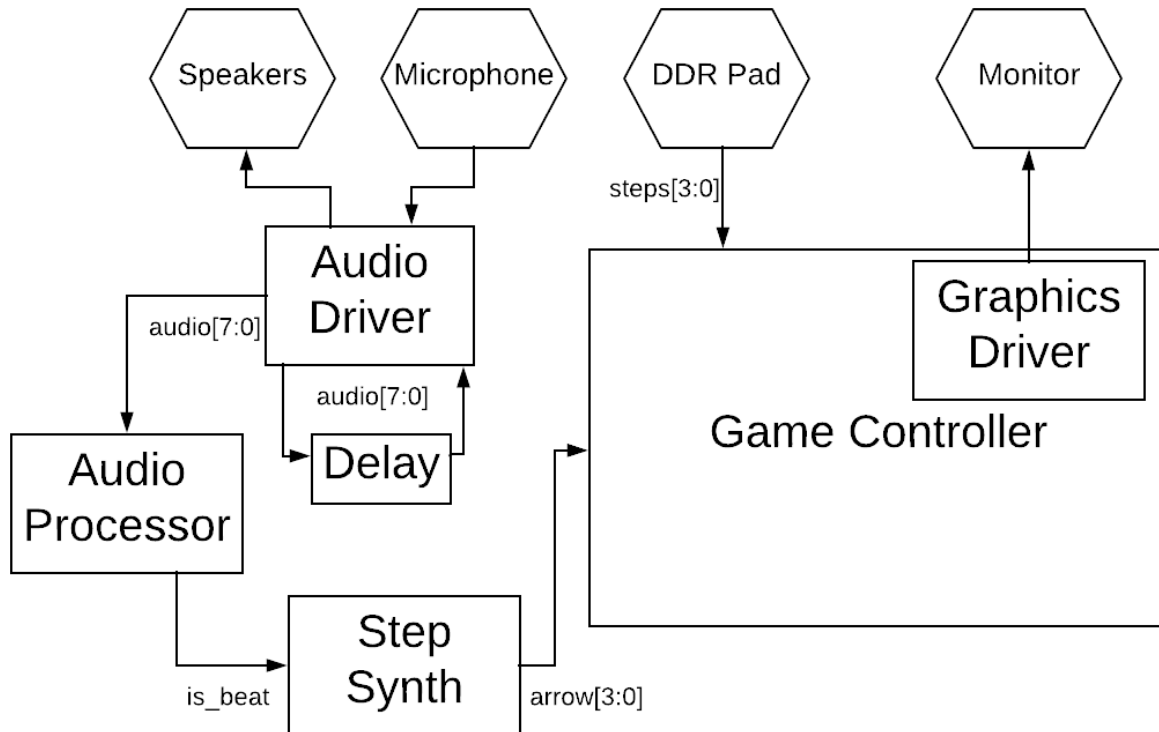 Speakers
Microphone
DDR Pad
Monitor
steps[3:0]
Audio
Driver
Graphics
Driver
audio[7:0]
audio[7:0]
Delay
Game Controller
Audio
Processor
Step
Synth
is_beat
arrow[3:0]